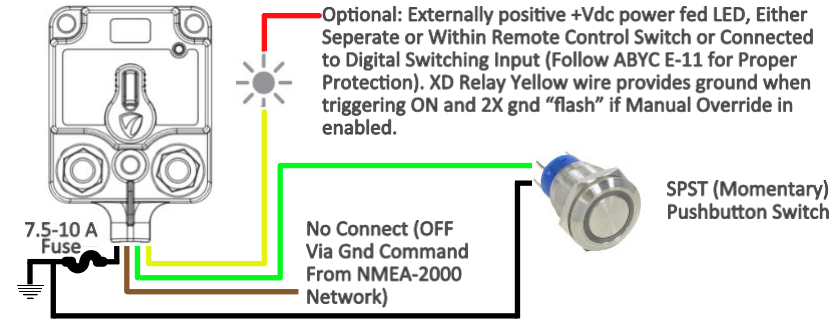 Optional: Externally positive +Vdc power fed LED, Either
Seperate or Within Remote Control Switch or Connected
to Digital Switching Input (Follow ABYC E-11 for Proper
Protection). XD Relay Yellow wire provides ground when
triggering ON and 2X gnd “flash” if Manual Override in
enabled.
SPST (Momentary)
Pushbutton Switch
7.5-10 A
Fuse
No Connect (OFF
Via Gnd Command
From NMEA-2000
Network)